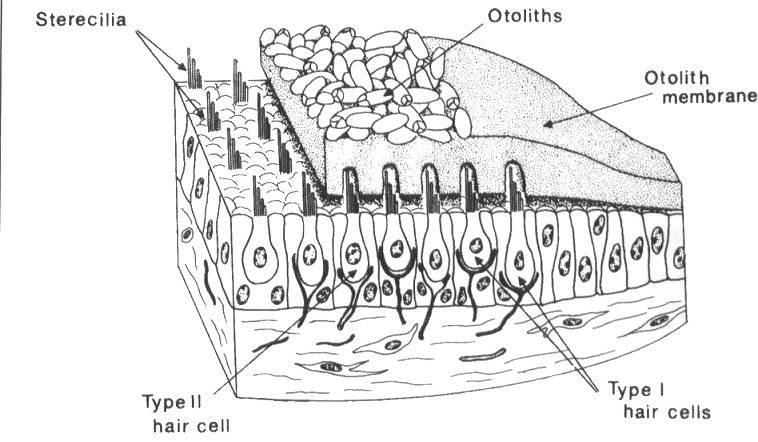 Sterecilia
Otoliths
Otolith
membrane
Type II
hair cell
Type I
hair cells